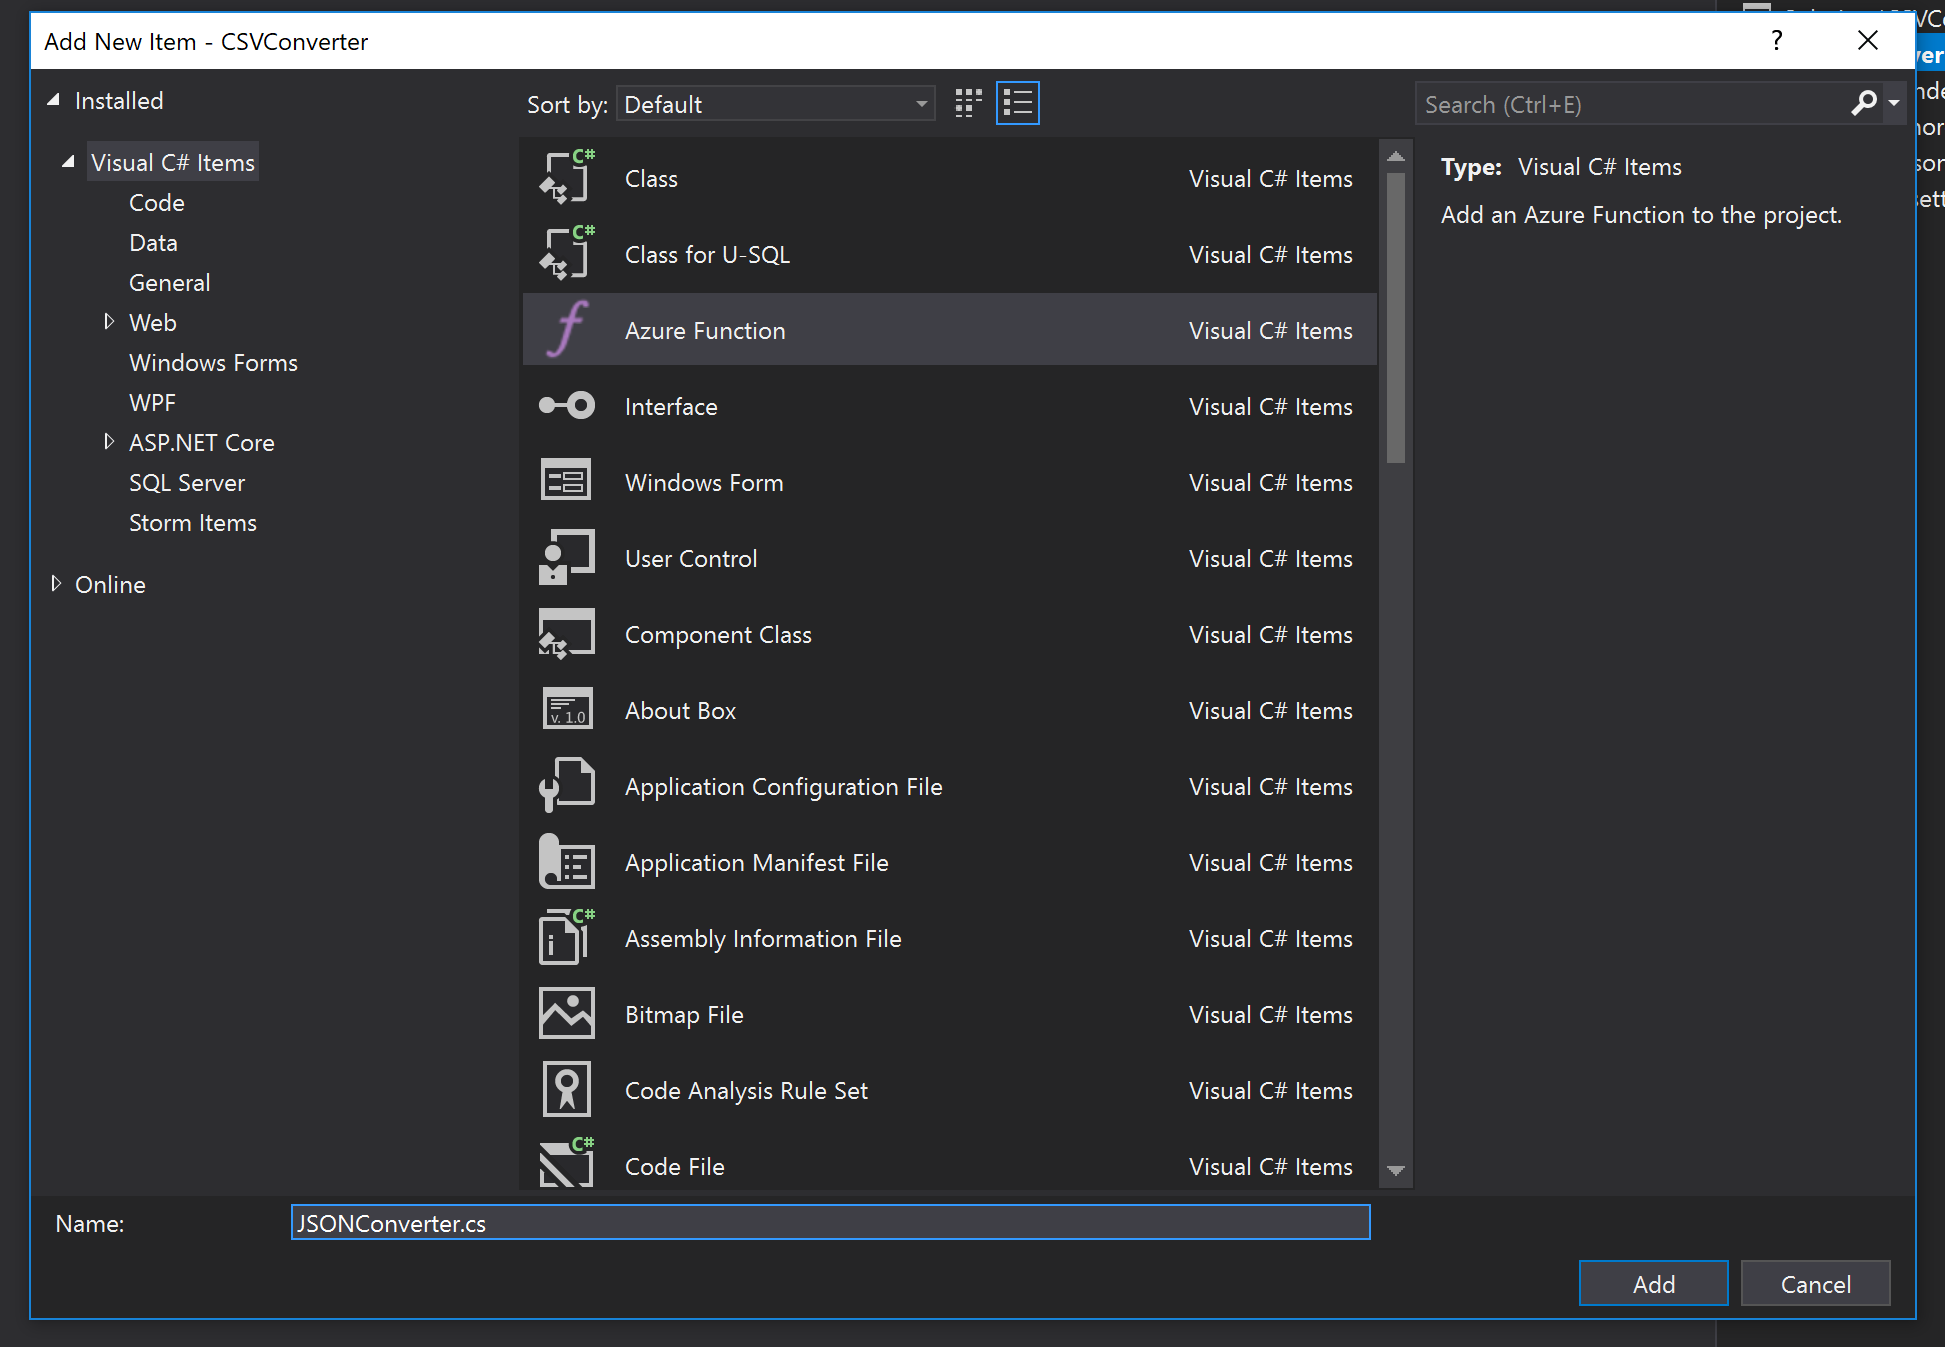 Add New Item - CSVConverter
?
Installed
Visual C# Items
Code
Data
General
Web
Windows Forms
WPF
ASP.NET Core
SQL Server
Storm Items
Online
Sort by: Default
Search (Ctrl+E)
C#
Class Visual C# Items
C#
Class for U-SQL Visual C# Items
Azure Function Visual C# Items
Interface Visual C# Items
Windows Form Visual C# Items
User Control Visual C# Items
Component Class Visual C# Items
v. 1.0
About Box Visual C# Items
Application Configuration File Visual C# Items
Application Manifest File Visual C# Items
C#
Assembly Information File Visual C# Items
Bitmap File Visual C# Items
Code Analysis Rule Set Visual C# Items
C#
Code File Visual C# Items
Type: Visual C# Items
Add an Azure Function to the project.
Name: JSONConverter.cs
Add Cancel